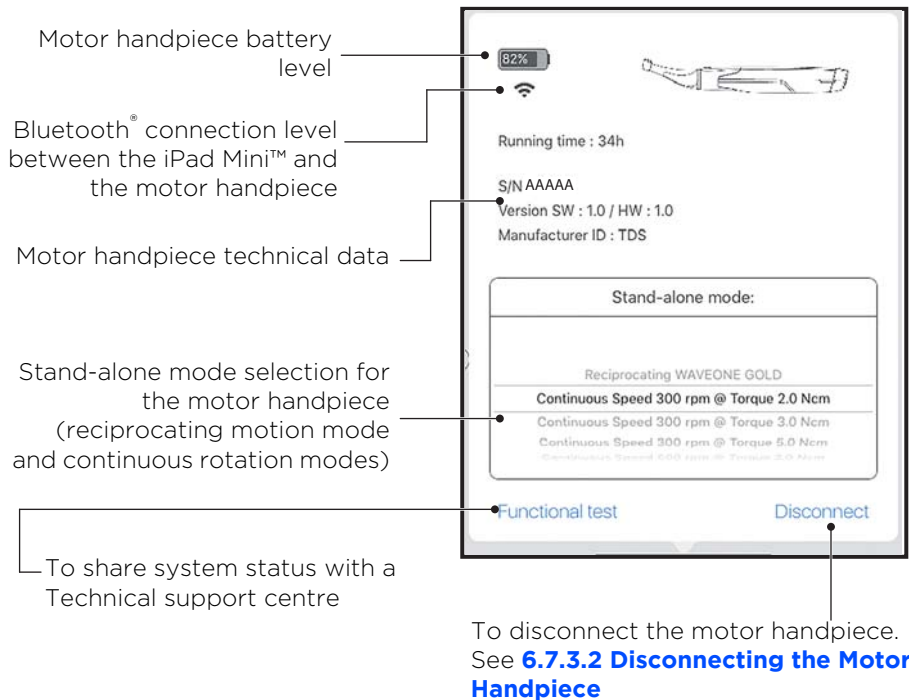 Motor handpiece battery
level
Bluetooth® connection level
between the iPad Mini™ and
the motor handpiece
Motor handpiece technical data
Stand-alone mode selection for
the motor handpiece
(reciprocating motion mode
and continuous rotation modes)
To share system status with a
Technical support centre
82%
Running time : 34h
S/N AAAAA
Version SW : 1.0 / HW : 1.0
Manufacturer ID : TDS
Stand-alone mode:
Reciprocating WAVEONE GOLD
Continuous Speed 300 rpm @ Torque 2.0 Ncm
Continuous Speed 300 rpm @ Torque 3.0 Ncm
Continuous Speed 300 rpm @ Torque 5.0 Ncm
Functional test
Disconnect
To disconnect the motor handpiece.
See 6.7.3.2 Disconnecting the Motor
Handpiece